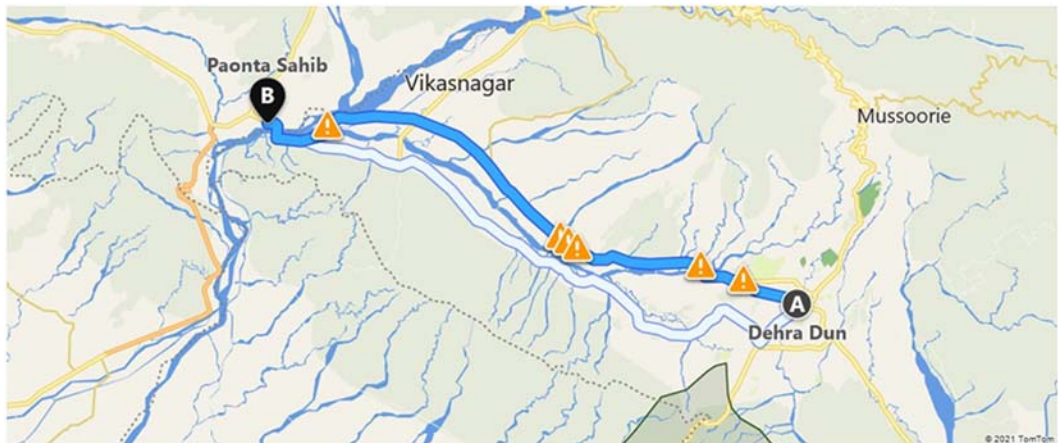 Paonta Sahib
B
Vikasnagar
Mussoorie
A
Dehra Dun
© 2021 TomTom